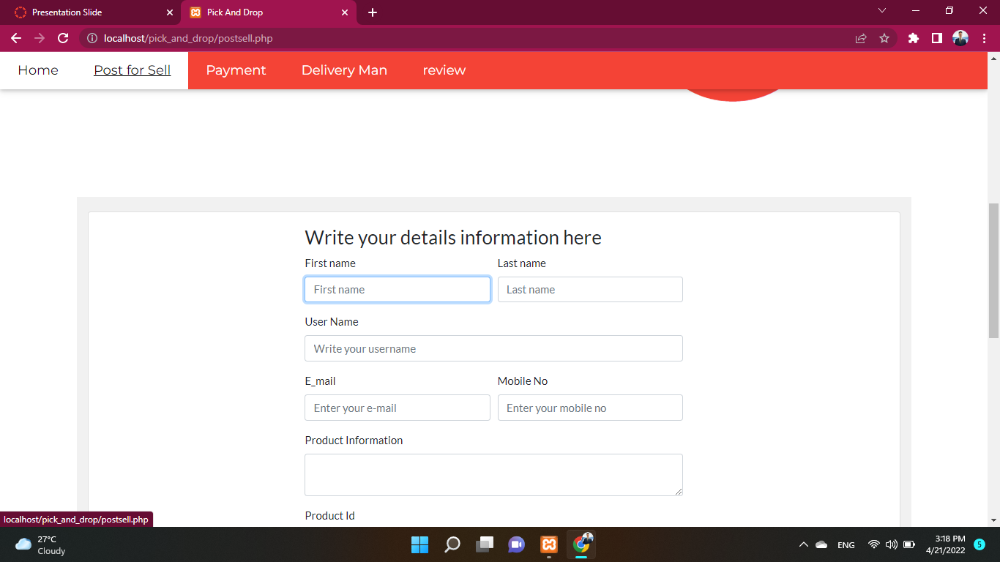 Presentation Slide
Pick And Drop
localhost/pick_and_drop/postsell.php
Home Post for Sell Payment Delivery Man review
Write your details information here
First name Last name
First name Last name
User Name
Write your username
E_mail Mobile No
Enter your e-mail Enter your mobile no
Product Information
Product Id
localhost/pick_and_drop/postsell.php
27°C
Cloudy
ENG
3:18 PM
4/21/2022
5